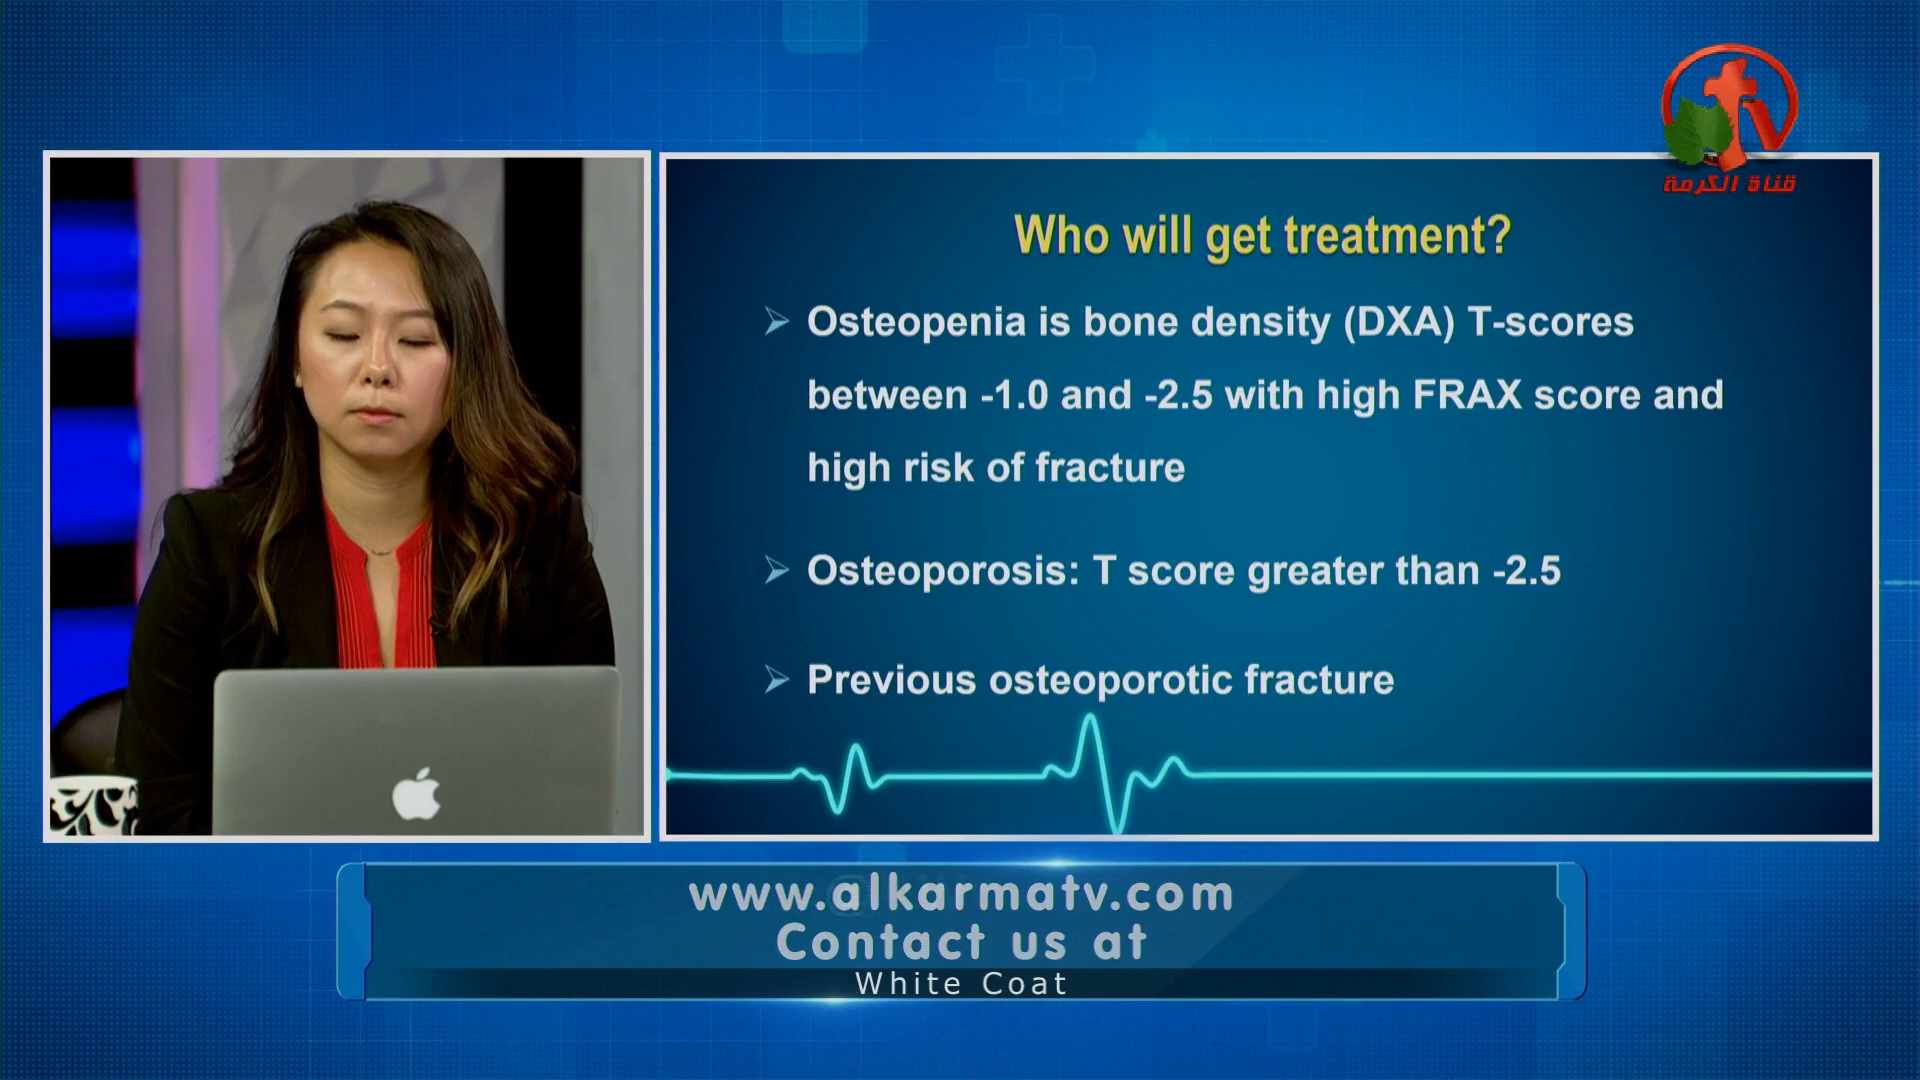 قناة الكرمة
Who will get treatment?
Osteopenia is bone density (DXA) T-scores
between -1.0 and -2.5 with high FRAX score and
high risk of fracture
Osteoporosis: T score greater than -2.5
Previous osteoporotic fracture
www.alkarmatv.com
Contact us at
White Coat